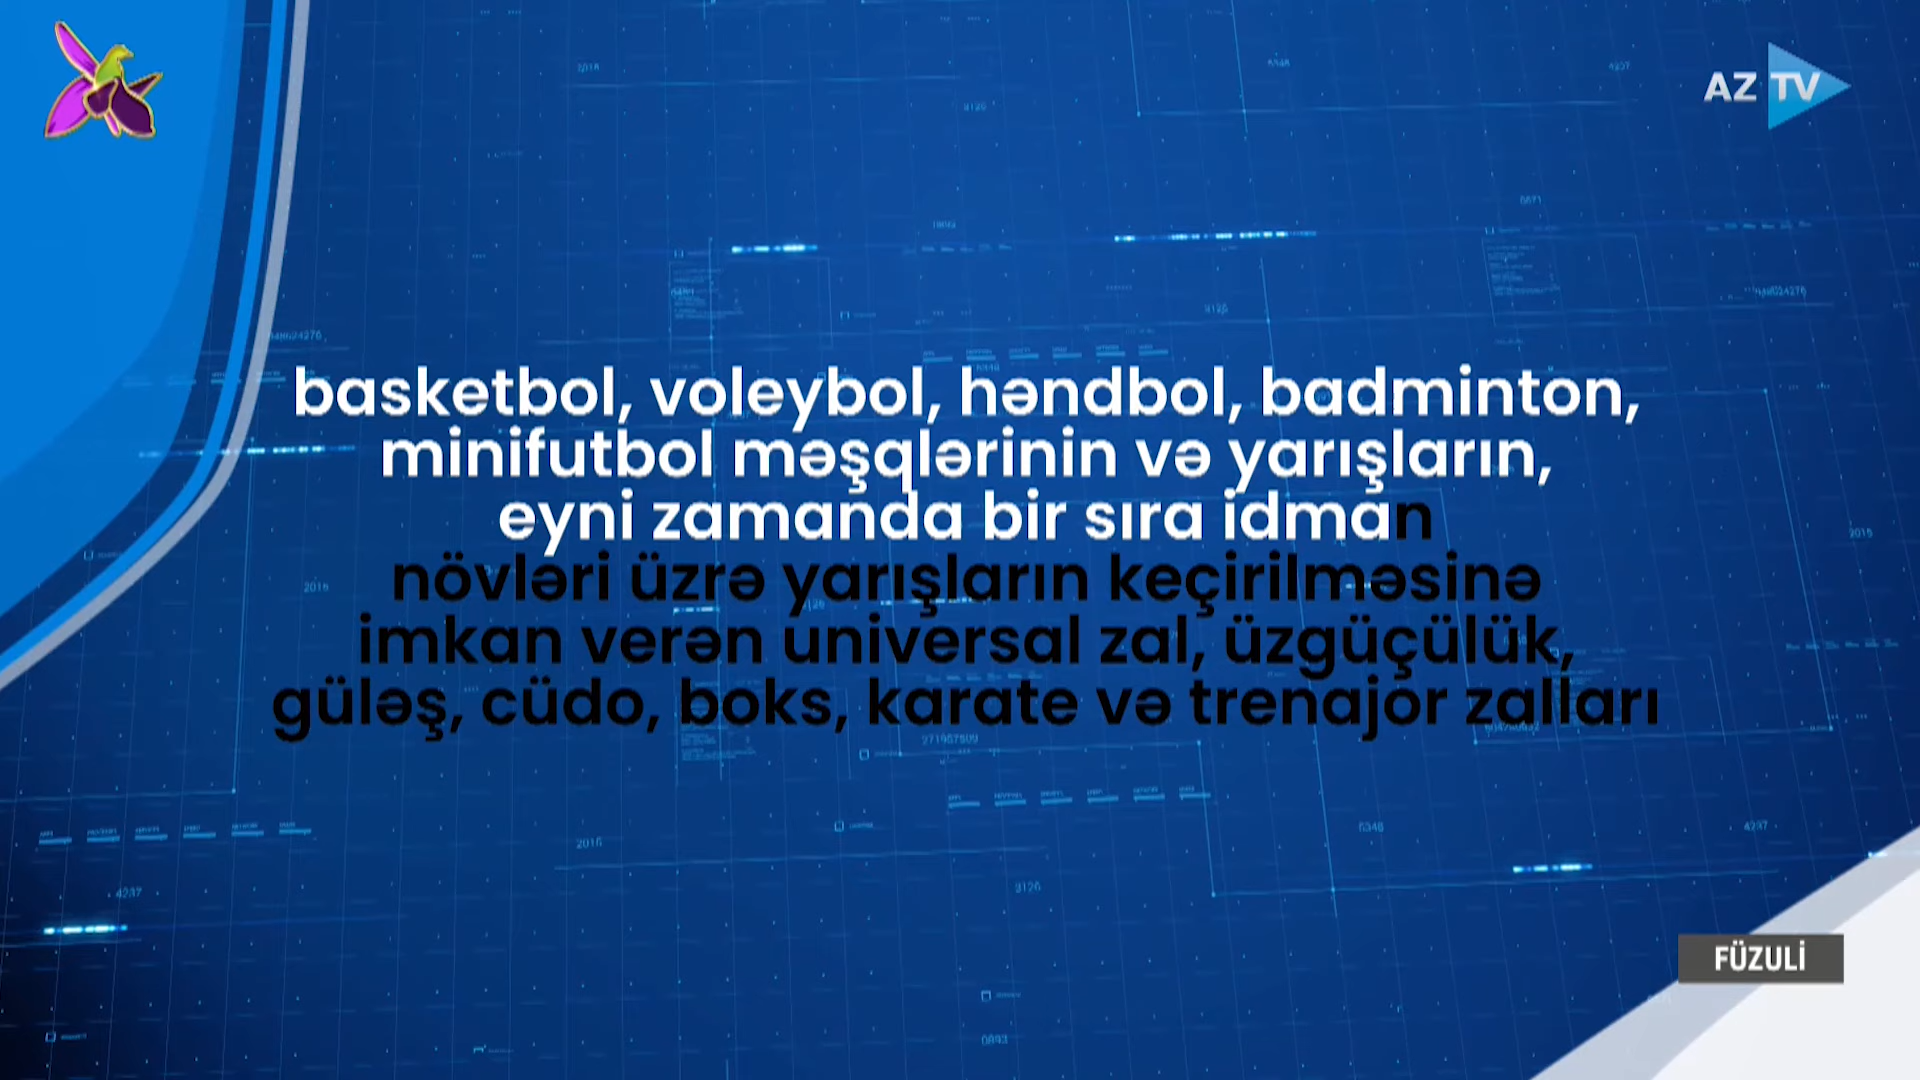 AZ TV
basketbol, voleybol, həndbol, badminton,
minifutbol məşqlərinin və yarışların,
eyni zamanda bir sıra idman
növləri üzrə yarışların keçirilməsinə
imkan verən universal zal, üzgüçülük,
güləş, cüdo, boks, karate və trenajor zalları
FÜZULİ